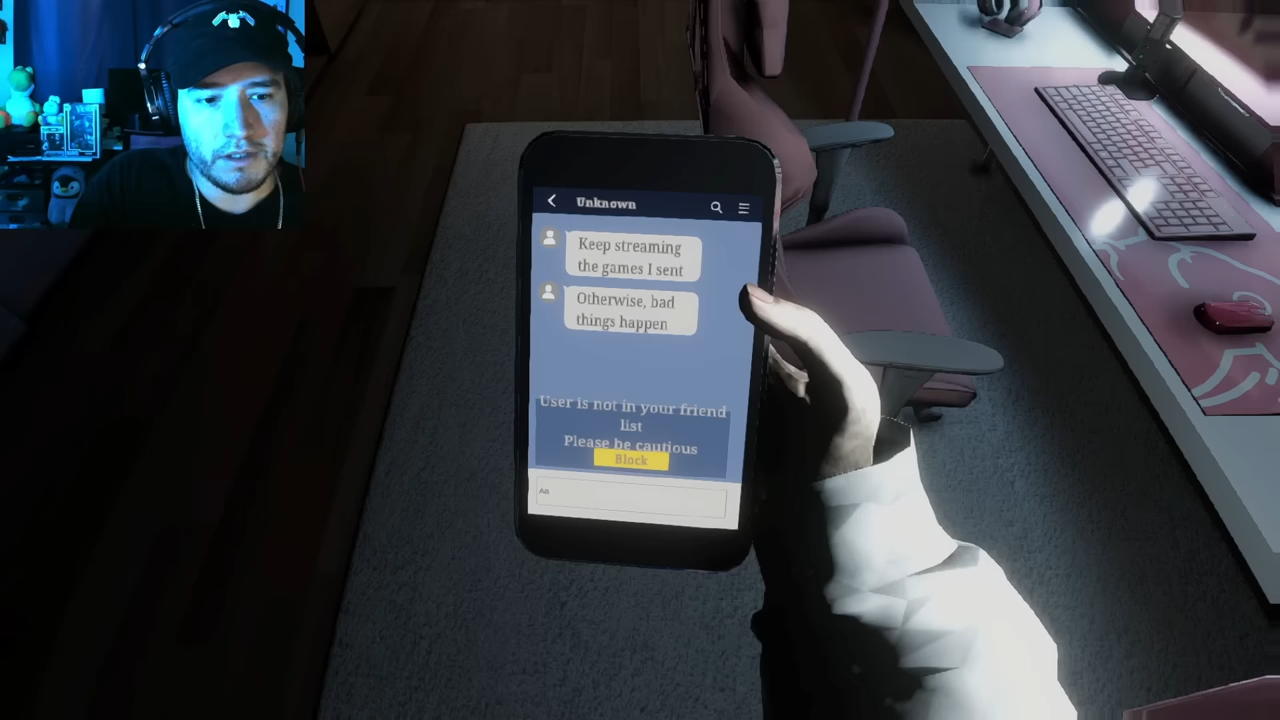 Unknown
Keep streaming
the games I sent
Otherwise, bad
things happen
User is not in your friend
list
Please be cautious
Block
Aa